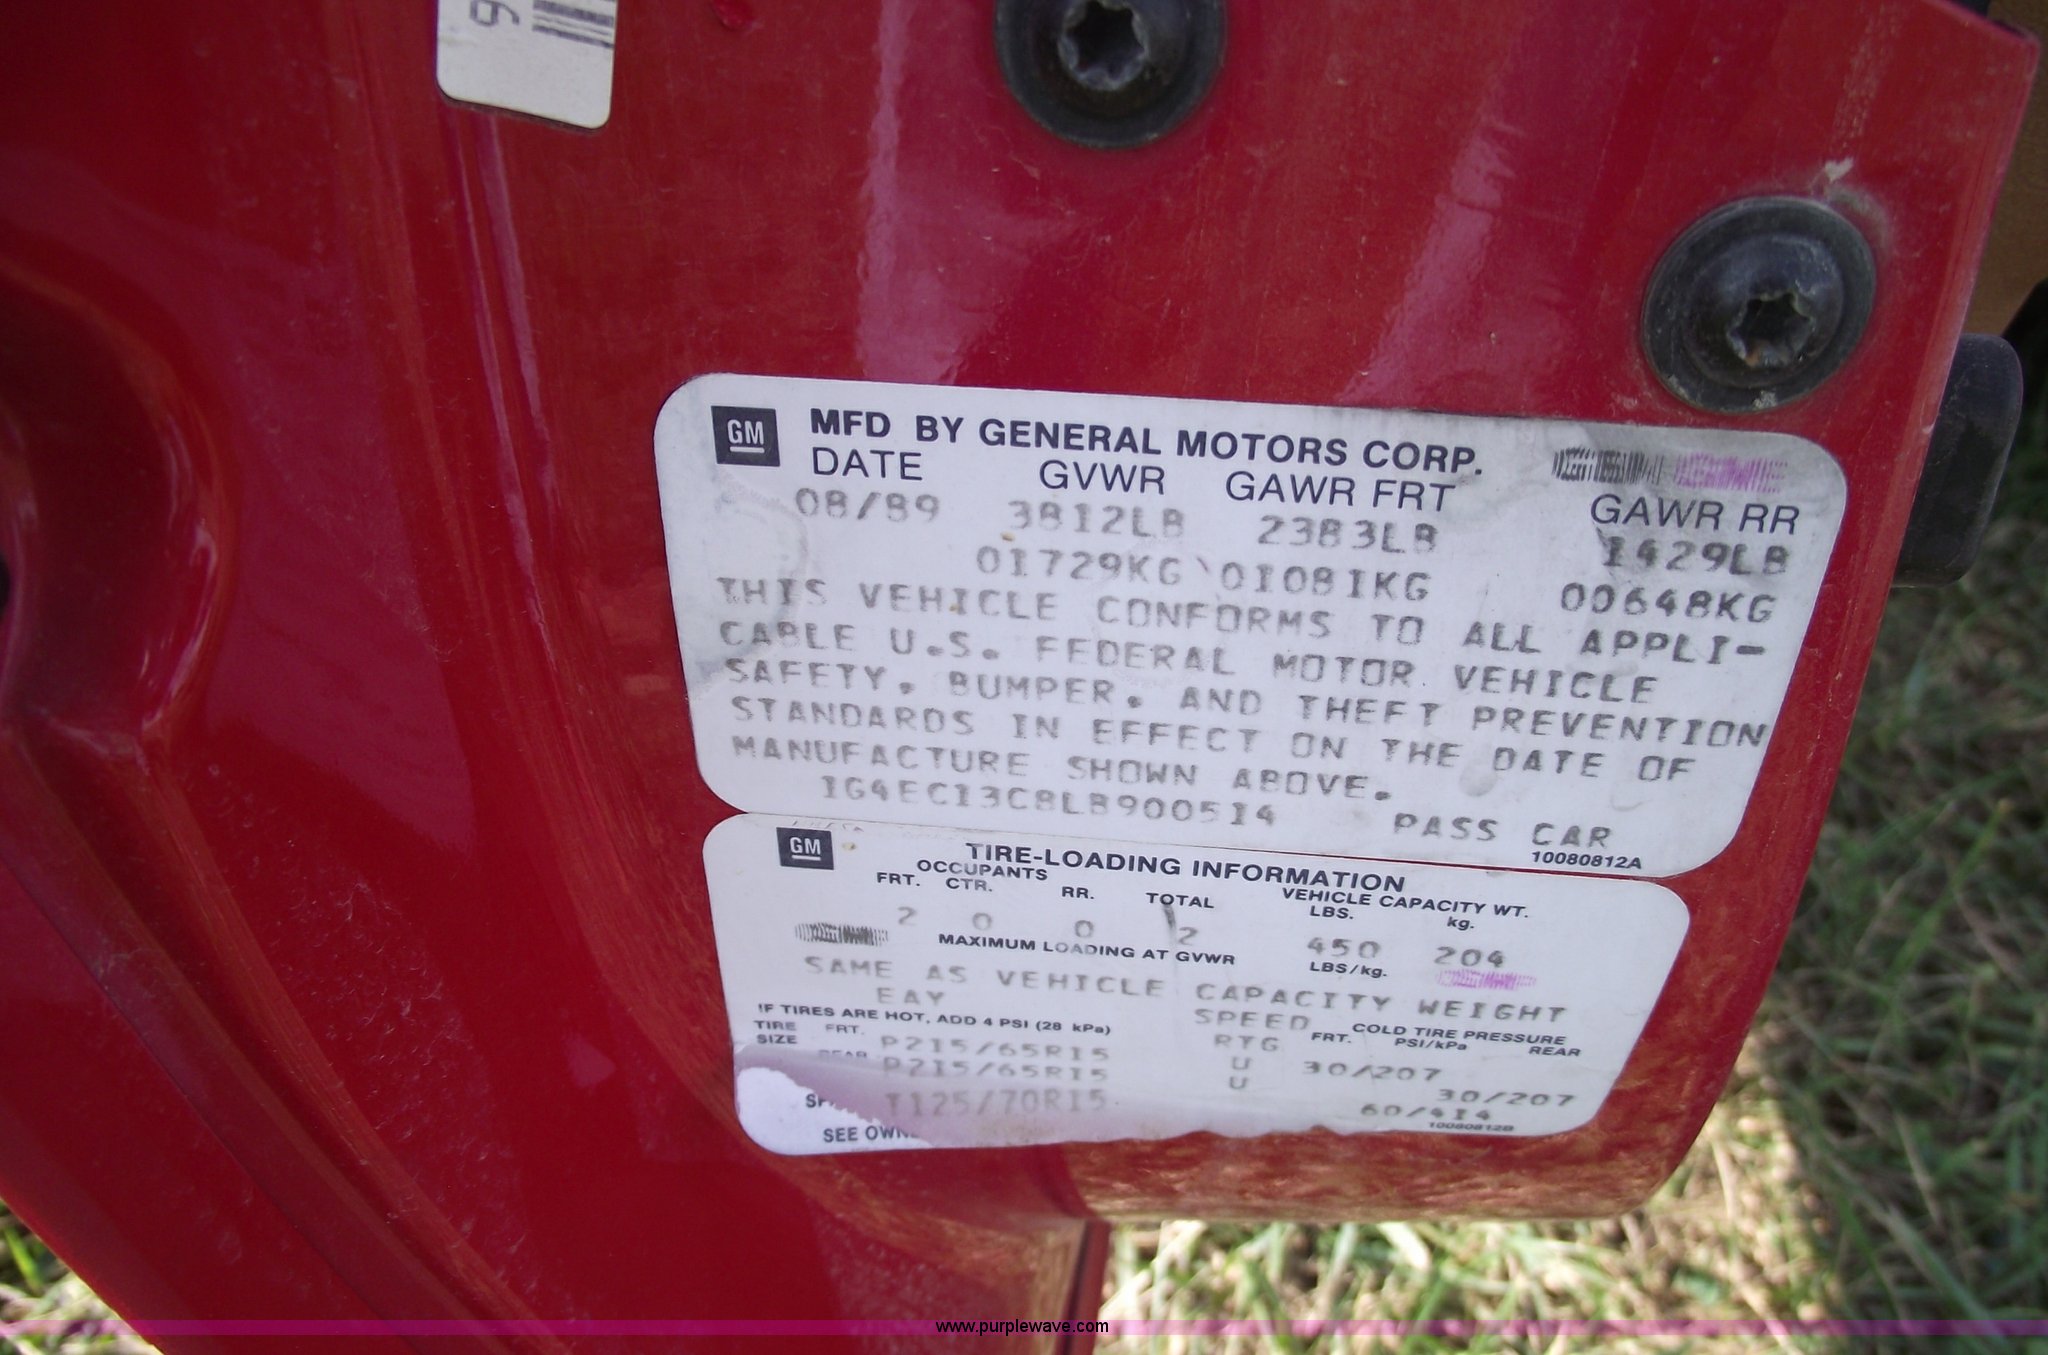 9
GM MFD BY GENERAL MOTORS CORP.
DATE GVWR GAWR FRT GAWR RR
08/89 3812LB 2383LB 1429LB
01729KG 01081KG 00648KG
THIS VEHICLE CONFORMS TO ALL APPLI-
CABLE U.S. FEDERAL MOTOR VEHICLE
SAFETY, BUMPER, AND THEFT PREVENTION
STANDARDS IN EFFECT ON THE DATE OF
MANUFACTURE SHOWN ABOVE.
1G4EC13C8LB900514 PASS CAR
10080812A
GM TIRE-LOADING INFORMATION
OCCUPANTS VEHICLE CAPACITY WT.
FRT. CTR. RR. TOTAL LBS. kg.
2 0 0 2 450 204
MAXIMUM LOADING AT GVWR LBS/kg.
SAME AS VEHICLE CAPACITY WEIGHT
EAY SPEED
IF TIRES ARE HOT, ADD 4 PSI (28 kPa) RTG COLD TIRE PRESSURE
TIRE SIZE FRT. P215/65R15 U FRT. PSI/kPa REAR
REAR P215/65R15 U 30/207
30/207
T125/70R15 60/414
SEE 10080812B
www.purplewave.com